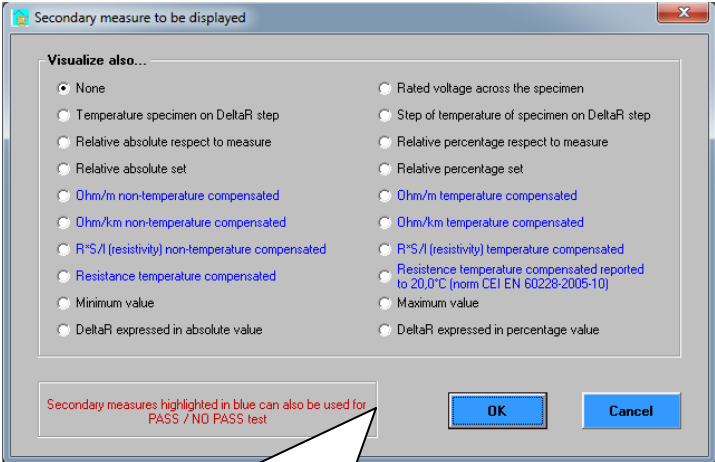 Secondary measure to be displayed
Visualize also...
None
Rated voltage across the specimen
Temperature specimen on DeltaR step
Step of temperature of specimen on DeltaR step
Relative absolute respect to measure
Relative percentage respect to measure
Relative absolute set
Relative percentage set
Ohm/m non-temperature compensated
Ohm/m temperature compensated
Ohm/km non-temperature compensated
Ohm/km temperature compensated
R*S/l (resistivity) non-temperature compensated
R*S/l (resistivity) temperature compensated
Resistance temperature compensated
Resistence temperature compensated reported
to 20,0°C (norm CEI EN 60228-2005-10)
Minimum value
Maximum value
DeltaR expressed in absolute value
DeltaR expressed in percentage value
Secondary measures highlighted in blue can also be used for
PASS / NO PASS test
OK
Cancel